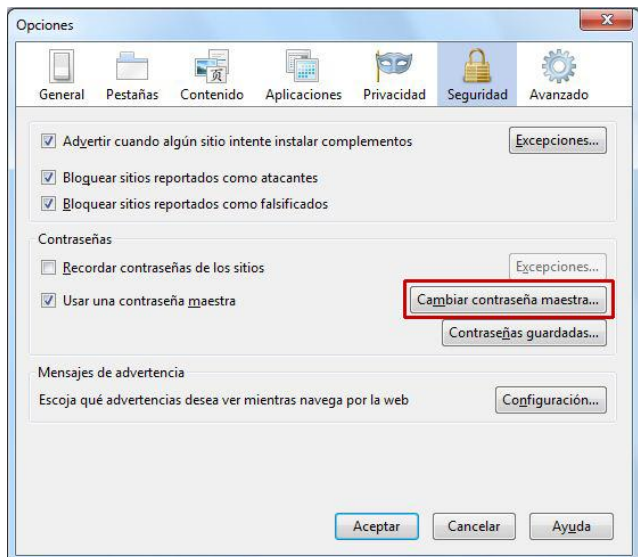 Opciones
General Pestañas Contenido Aplicaciones Privacidad Seguridad Avanzado
Advertir cuando algún sitio intente instalar complementos Excepciones...
Bloquear sitios reportados como atacantes
Bloquear sitios reportados como falsificados
Contraseñas
Recordar contraseñas de los sitios Excepciones...
Usar una contraseña maestra Cambiar contraseña maestra...
Contraseñas guardadas...
Mensajes de advertencia
Escoja qué advertencias desea ver mientras navega por la web Configuración...
Aceptar Cancelar Ayuda